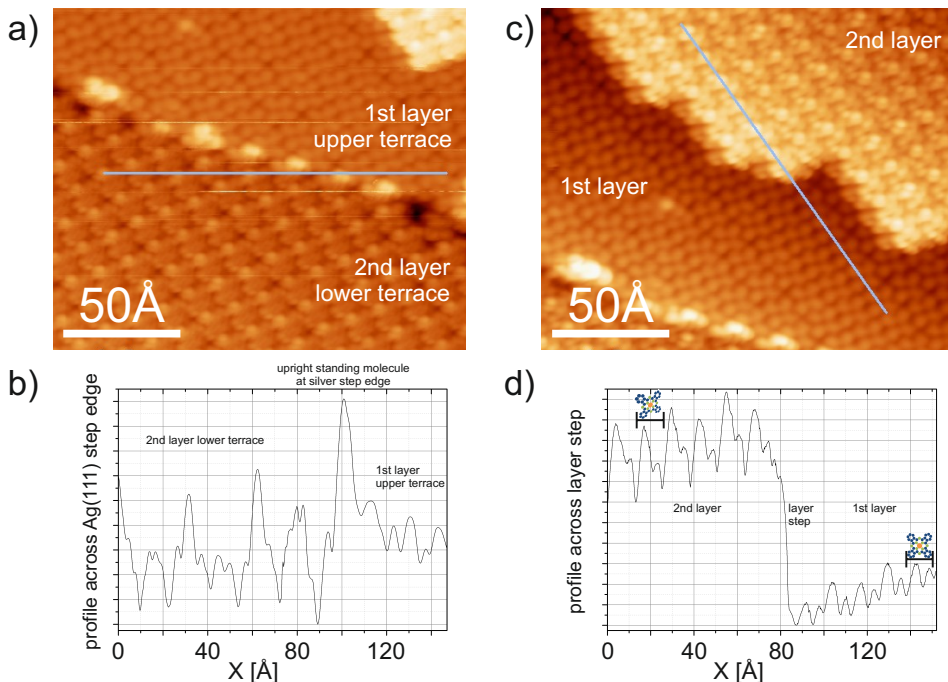 a)
1st layer
upper terrace
2nd layer
lower terrace
50Å
c)
2nd layer
1st layer
50Å
b)
profile across Ag(111) step edge
upright standing molecule
at silver step edge
2nd layer lower terrace
1st layer
upper terrace
0 40 80 120
X [Å]
d)
profile across layer step
2nd layer
layer
step
1st layer
0 40 80 120
X [Å]